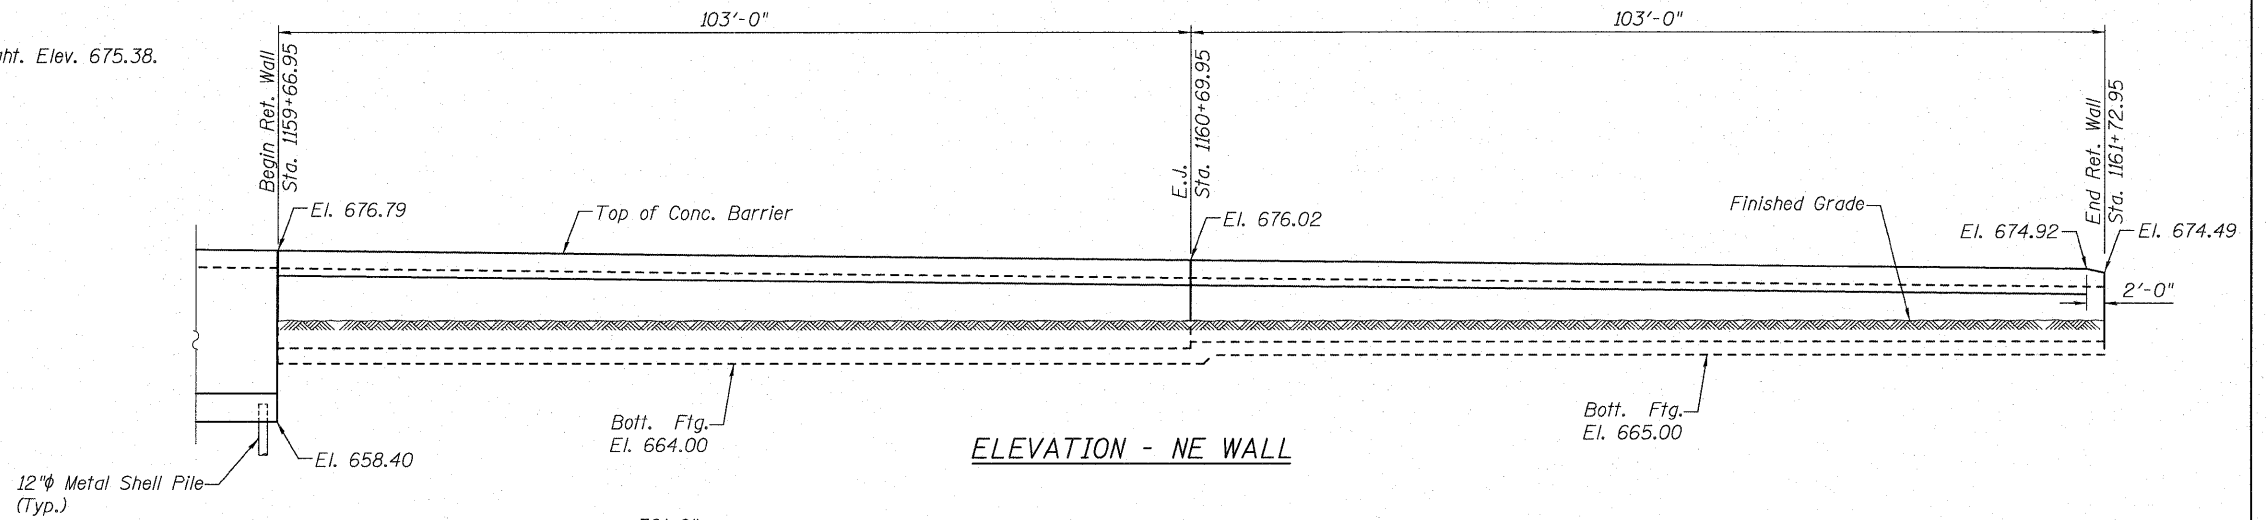 103'-0"
103'-0"
ght. Elev. 675.38.
Begin Ret. Wall
Sta. 1159+66.95
E.J.
Sta. 1160+69.95
End Ret. Wall
Sta. 1161+72.95
El. 676.79
Top of Conc. Barrier
El. 676.02
Finished Grade
El. 674.92
El. 674.49
2'-0"
Bott. Ftg.
El. 664.00
Bott. Ftg.
El. 665.00
ELEVATION - NE WALL
El. 658.40
12"ϕ Metal Shell Pile
(Typ.)